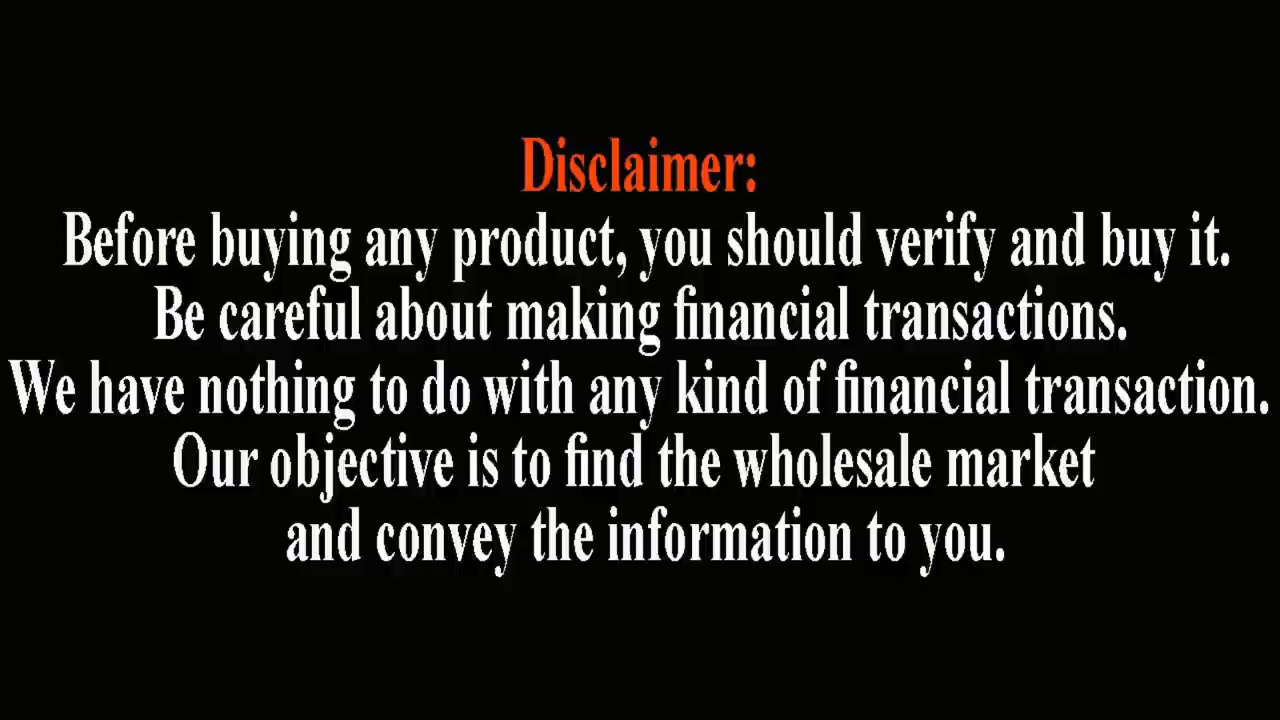 Disclaimer:
Before buying any product, you should verify and buy it.
Be careful about making financial transactions.
We have nothing to do with any kind of financial transaction.
Our objective is to find the wholesale market
and convey the information to you.